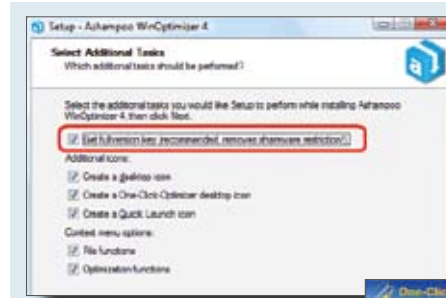 Setup - Ashampoo WinOptimizer 4
Select Additional Tasks
Which additional tasks should be performed?
Select the additional tasks you would like Setup to perform while installing Ashampoo
WinOptimizer 4, then click Next.
Get fullversion key (recommended, removes shareware restriction!).
Additional icons:
Create a desktop icon
Create a One-Click-Optimizer desktop icon
Create a Quick Launch icon
Context menu options:
File functions
Optimization functions
One-Clic